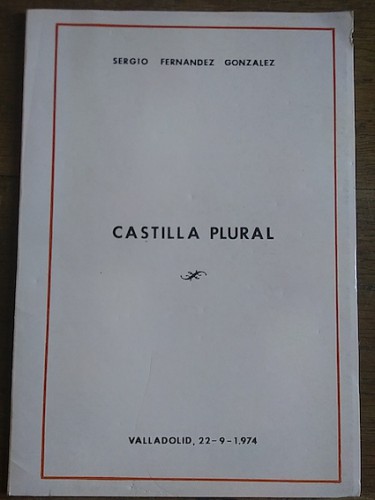 SERGIO FERNANDEZ GONZALEZ
CASTILLA PLURAL
VALLADOLID, 22-9-1.974